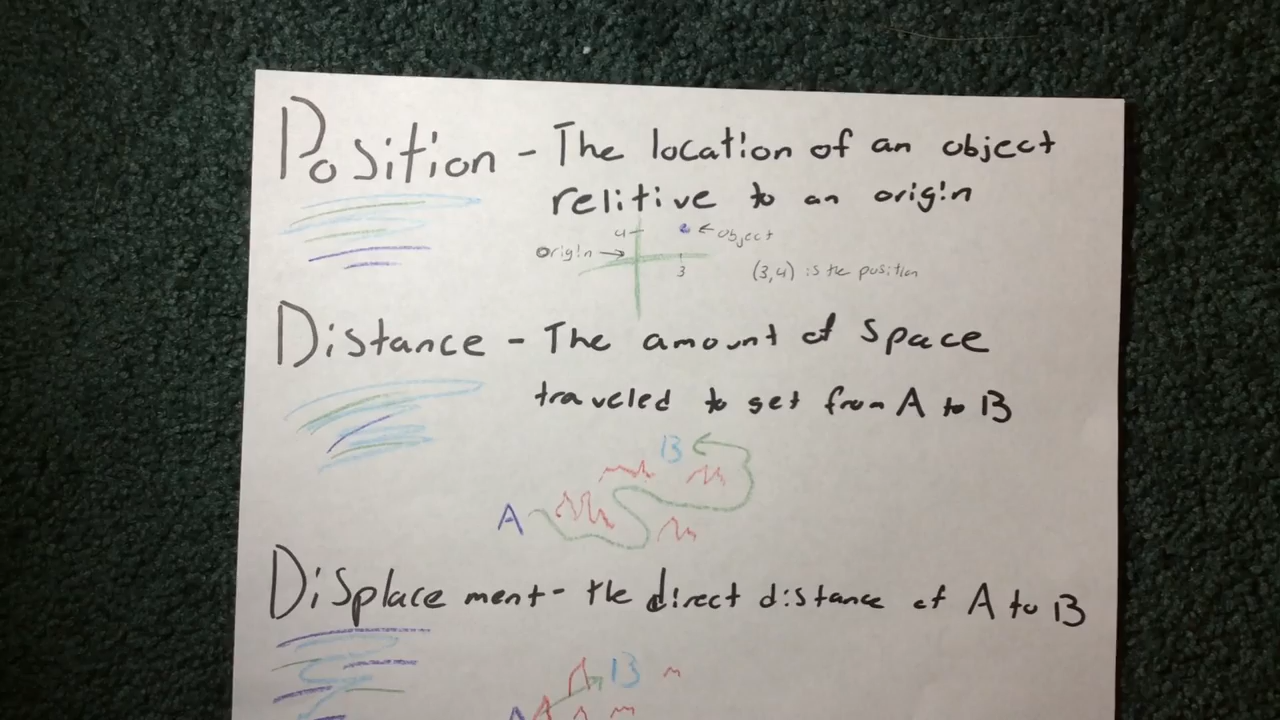 Position - The location of an object
relitive to an origin
4 ← object
origin →
3 (3,4) is the position
Distance - The amount of space
traveled to get from A to B
B
A
Displacement - the direct distance of A to B
B
A